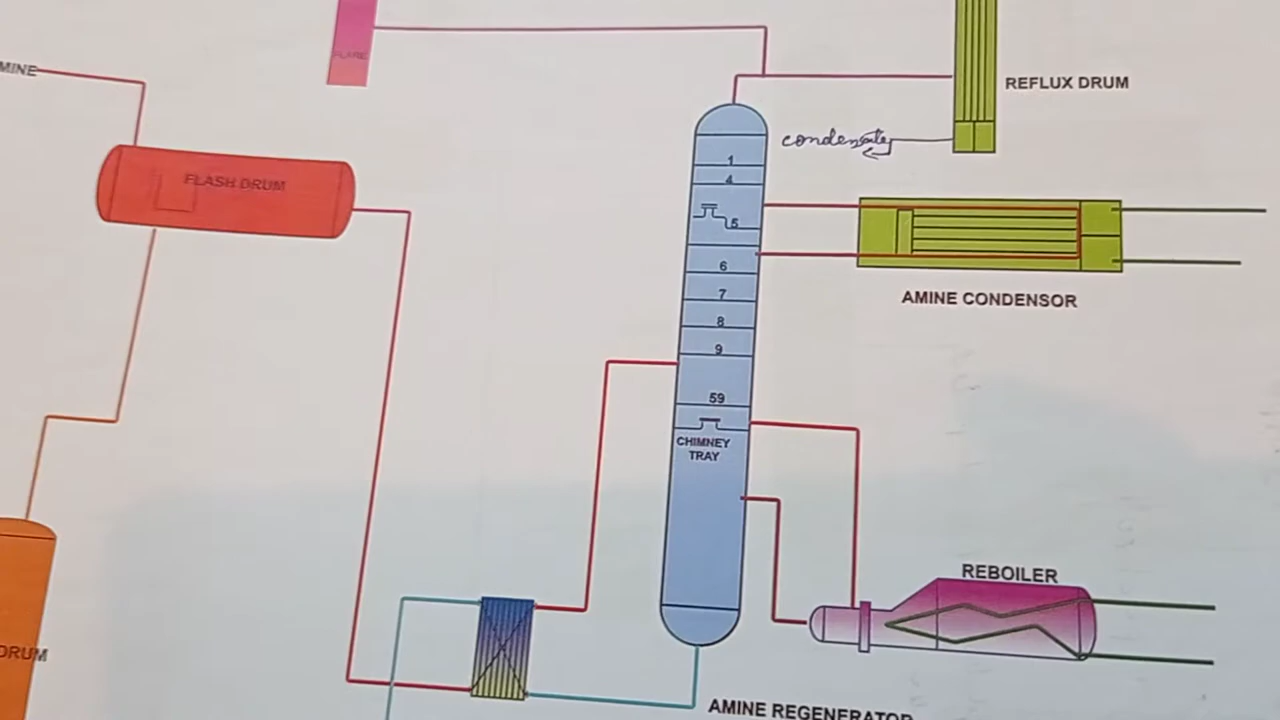 FLARE
MINE
REFLUX DRUM
condensate
FLASH DRUM
1
4
5
6
7
8
9
59
CHIMNEY
TRAY
AMINE CONDENSOR
REBOILER
DRUM
AMINE REGENERATOR